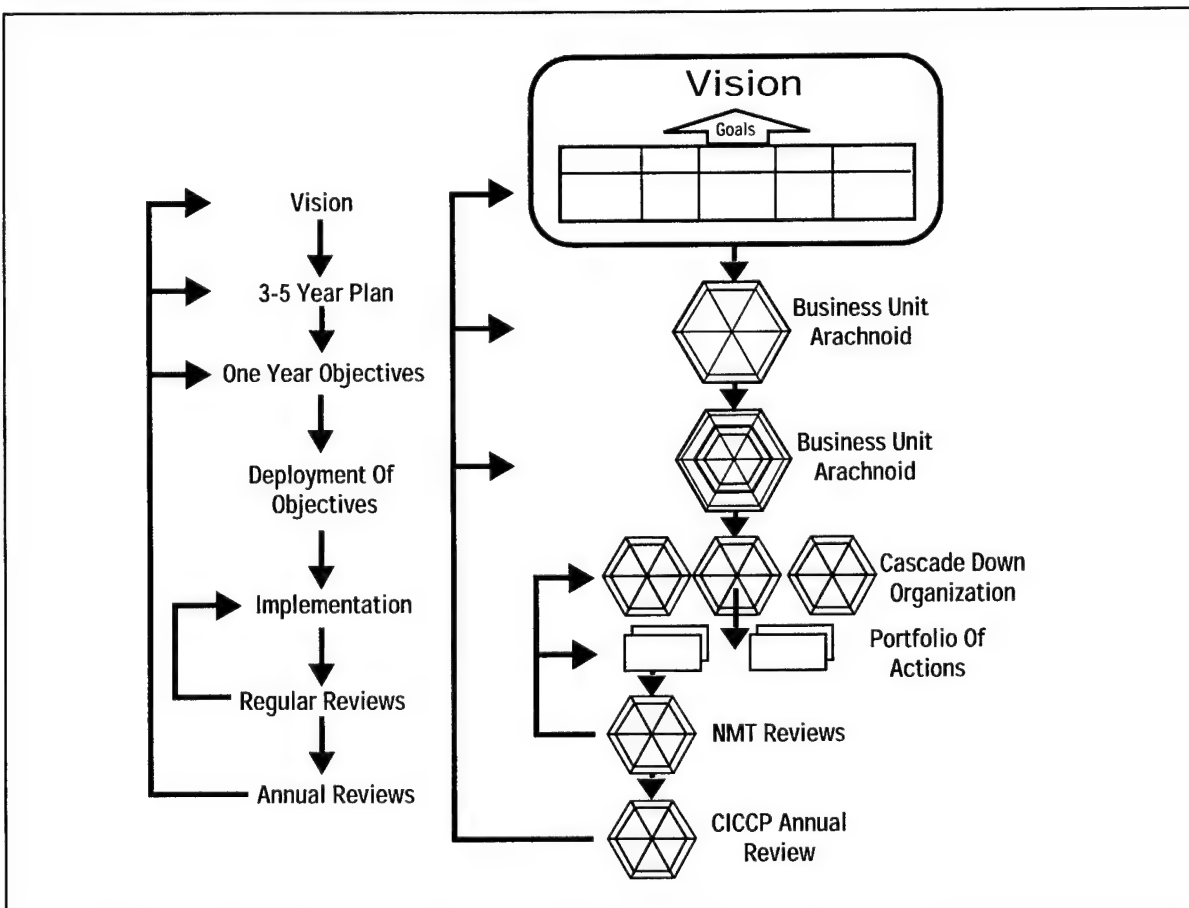 Vision
3-5 Year Plan
One Year Objectives
Deployment Of
Objectives
Implementation
Regular Reviews
Annual Reviews
Vision
Goals
Business Unit
Arachnoid
Business Unit
Arachnoid
Cascade Down
Organization
Portfolio Of
Actions
NMT Reviews
CICCP Annual
Review